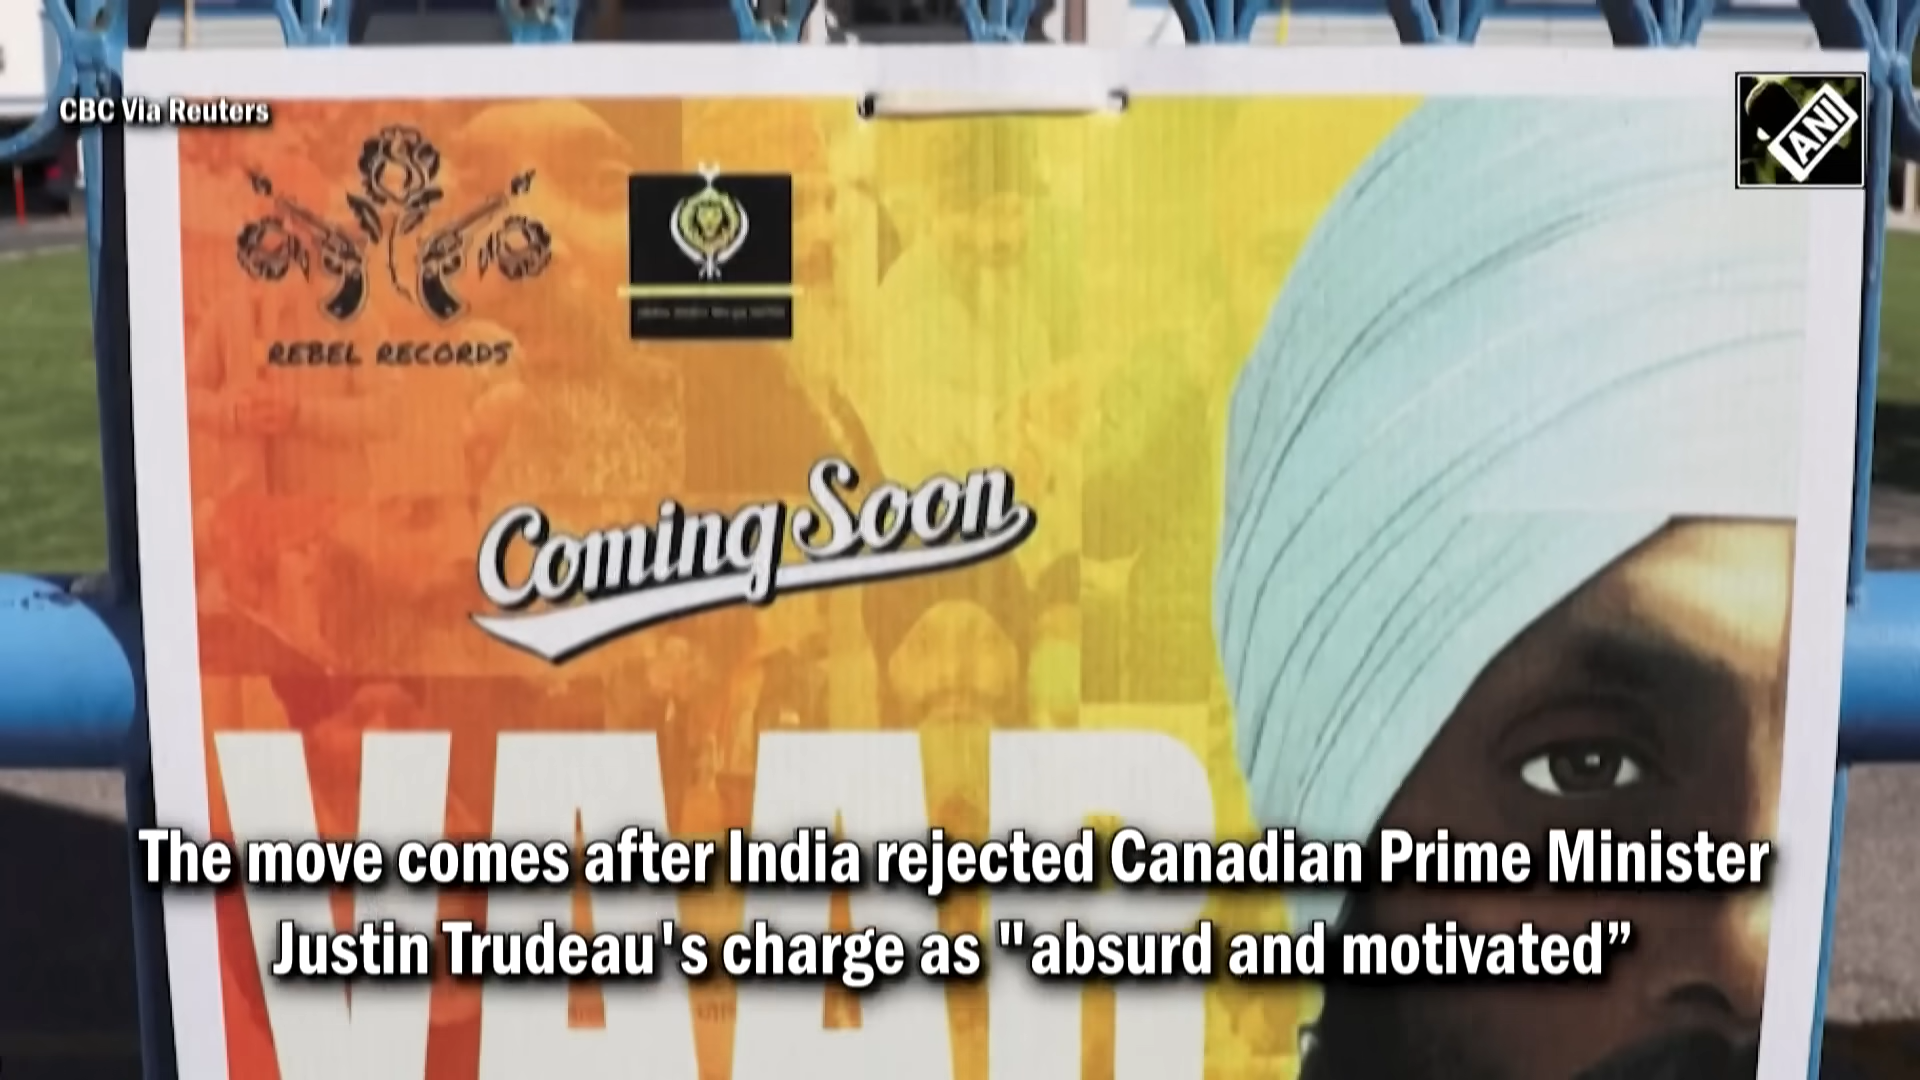 CBC Via Reuters
ANI
REBEL RECORDS
Coming Soon
VAAR
The move comes after India rejected Canadian Prime Minister
Justin Trudeau's charge as "absurd and motivated”